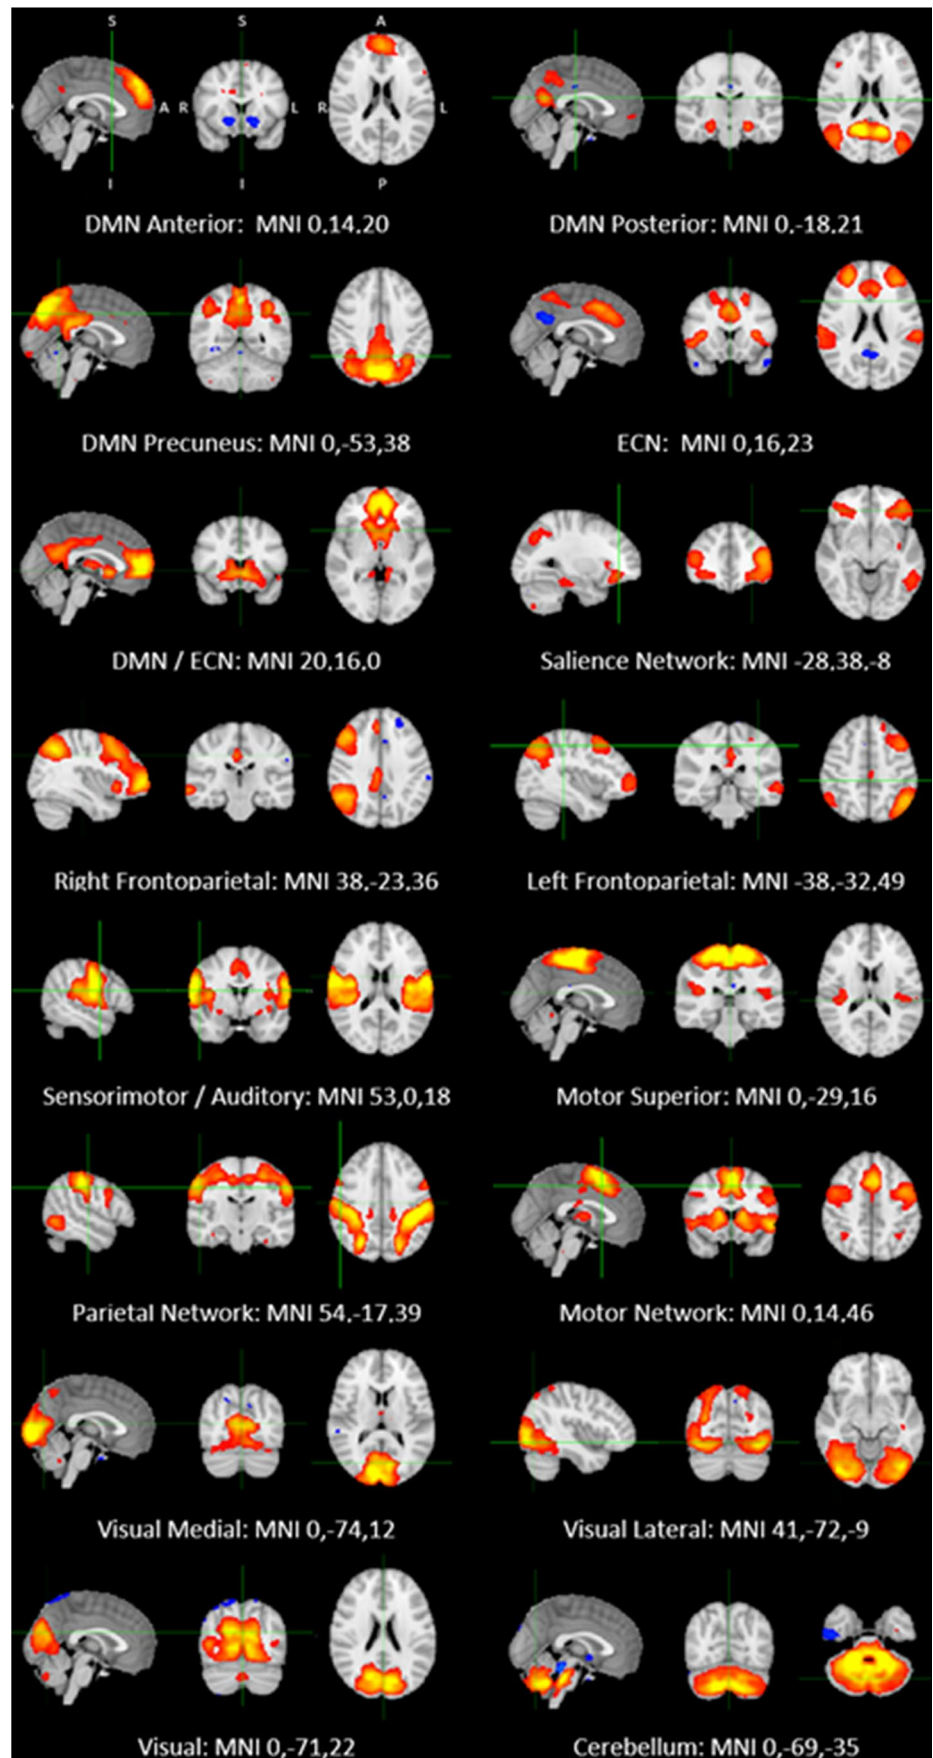 S S A
A R L R L
I I P
DMN Anterior: MNI 0,14,20
DMN Posterior: MNI 0,-18,21
DMN Precuneus: MNI 0,-53,38
ECN: MNI 0,16,23
DMN / ECN: MNI 20,16,0
Salience Network: MNI -28,38,-8
Right Frontoparietal: MNI 38,-23,36
Left Frontoparietal: MNI -38,-32,49
Sensorimotor / Auditory: MNI 53,0,18
Motor Superior: MNI 0,-29,16
Parietal Network: MNI 54,-17,39
Motor Network: MNI 0,14,46
Visual Medial: MNI 0,-74,12
Visual Lateral: MNI 41,-72,-9
Visual: MNI 0,-71,22
Cerebellum: MNI 0,-69,-35